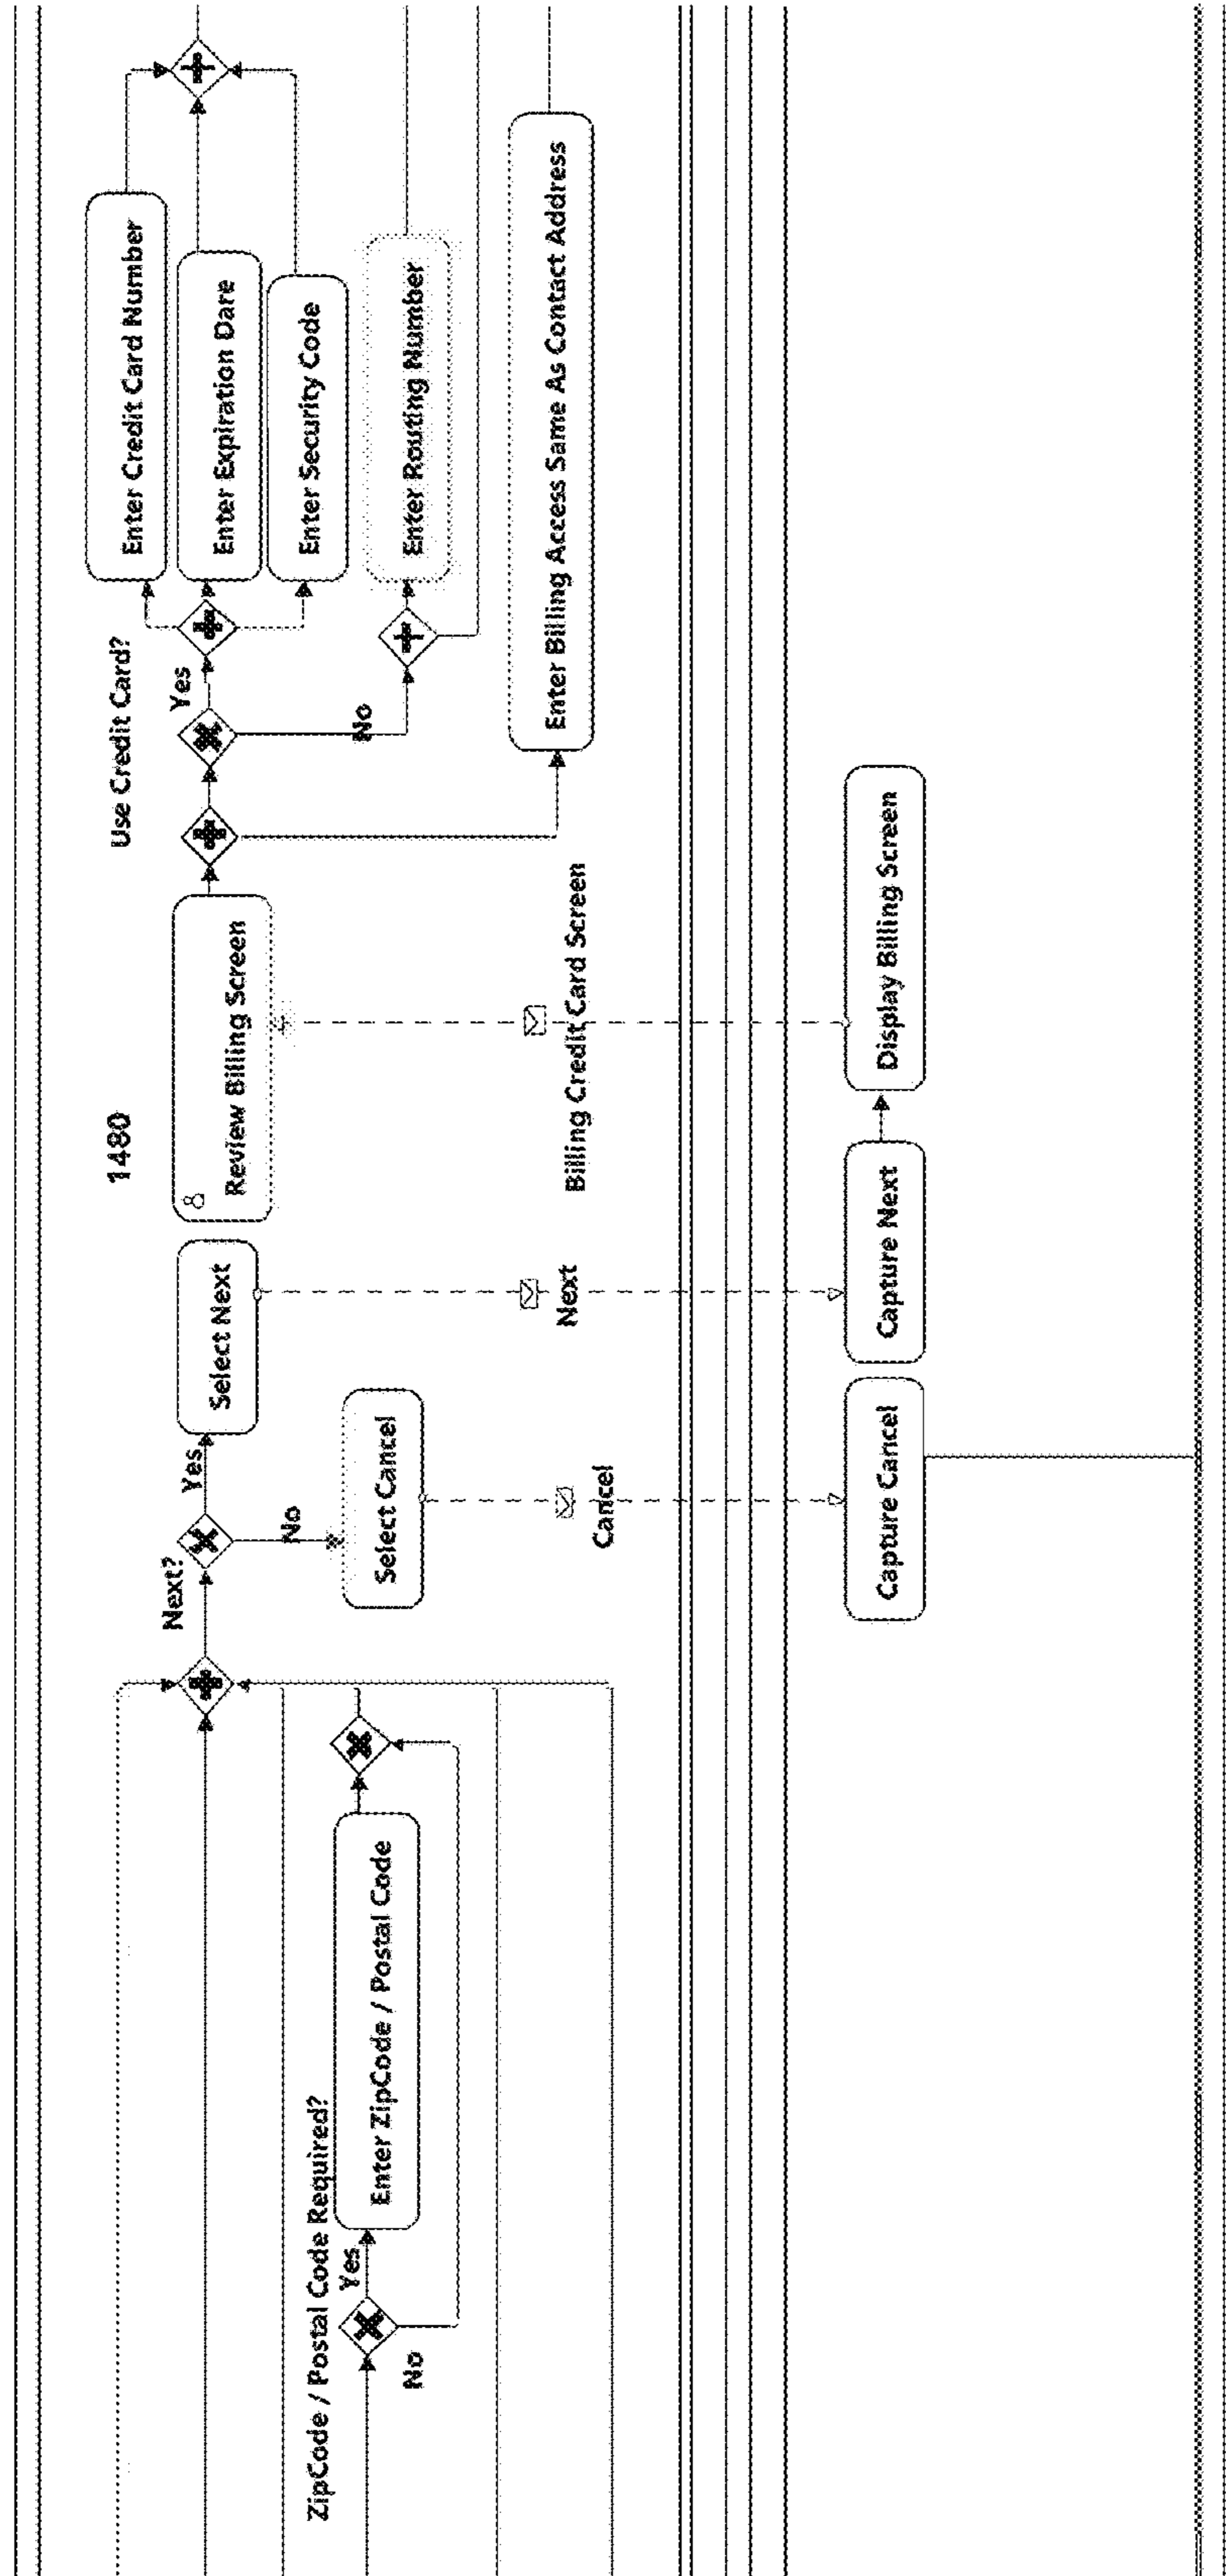 ZipCode / Postal Code Required?
Yes
No
Enter ZipCode / Postal Code
Next?
Yes
No
Select Next
Select Cancel
Next
Cancel
Capture Cancel
Capture Next
Display Billing Screen
1480
Review Billing Screen
Billing Credit Card Screen
Use Credit Card?
Yes
No
Enter Credit Card Number
Enter Expiration Dare
Enter Security Code
Enter Routing Number
Enter Billing Access Same As Contact Address